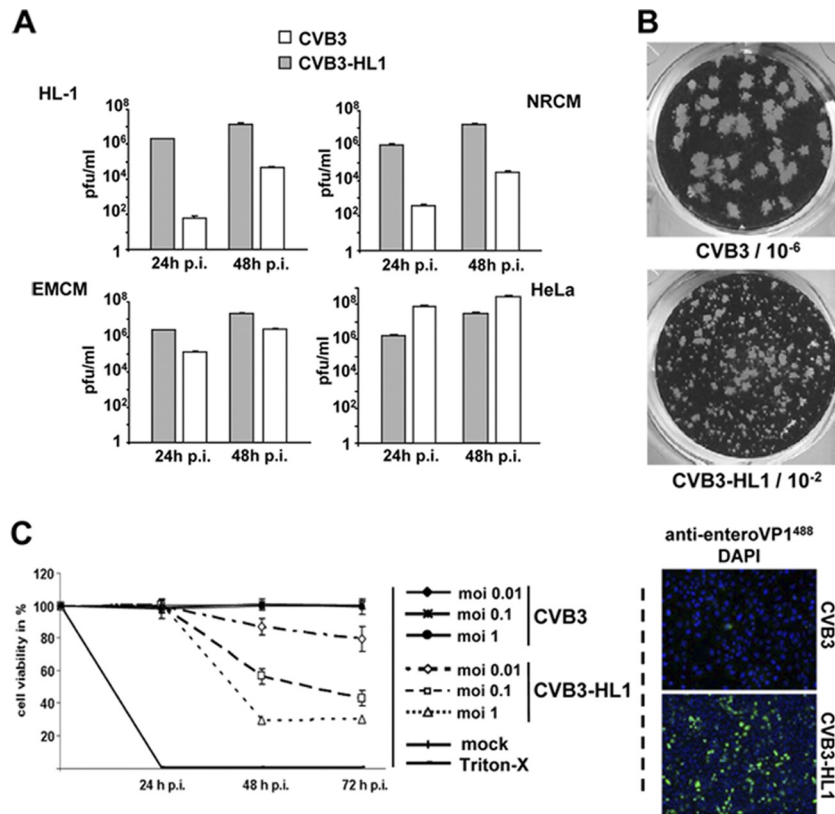 A
CVB3
CVB3-HL1
HL-1
10⁸
10⁶
10⁴
10²
1
pfu/ml
24h p.i. 48h p.i.
NRCM
10⁸
10⁶
10⁴
10²
1
pfu/ml
24h p.i. 48h p.i.
EMCM
10⁸
10⁶
10⁴
10²
1
pfu/ml
24h p.i. 48h p.i.
HeLa
10⁸
10⁶
10⁴
10²
1
pfu/ml
24h p.i. 48h p.i.
B
CVB3 / 10⁻⁶
CVB3-HL1 / 10⁻²
C
120
100
80
60
40
20
cell viability in %
24 h p.i. 48 h p.i. 72 h p.i.
moi 0.01
moi 0.1
moi 1
CVB3
moi 0.01
moi 0.1
moi 1
CVB3-HL1
mock
Triton-X
anti-enteroVP1⁴⁸⁸
DAPI
CVB3
CVB3-HL1